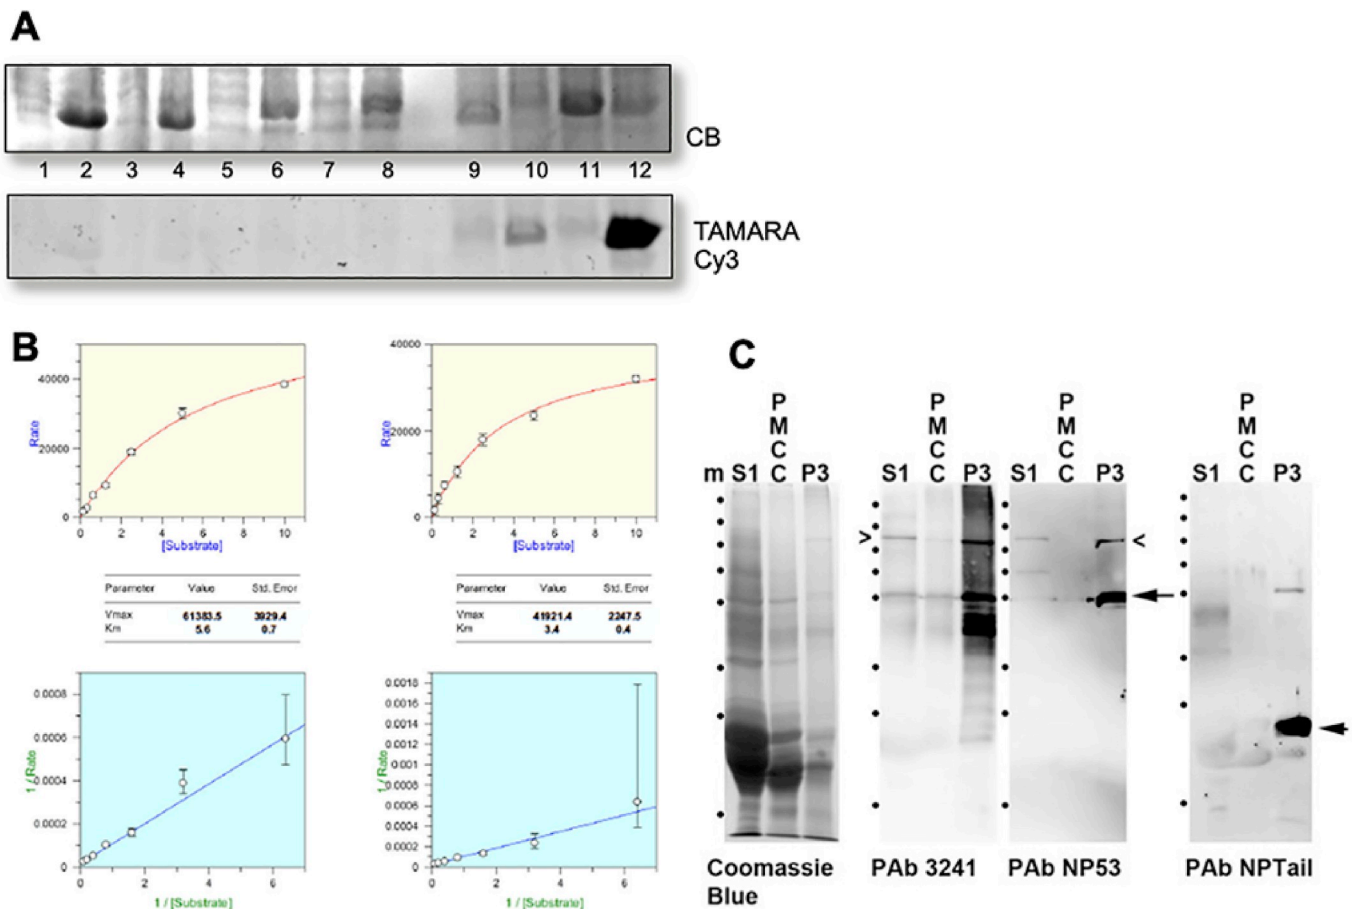 A
CB
1 2 3 4 5 6 7 8 9 10 11 12
TAMARA
Cy3
B
40000
20000
0
Rate
0 2 4 6 8 10
[Substrate]
40000
20000
0
Rate
0 2 4 6 8 10
[Substrate]
Parameter Value Std. Error
Vmax 61383.5 3929.4
Km 5.6 0.7
Parameter Value Std. Error
Vmax 41921.4 2247.5
Km 3.4 0.4
0.0008
0.0006
0.0004
0.0002
0
1 / Rate
0 2 4 6
1 / [Substrate]
0.0018
0.0016
0.0014
0.0012
0.001
0.0008
0.0006
0.0004
0.0002
0
1 / Rate
0 2 4 6
1 / [Substrate]
C
m S1 PMCC P3
S1 PMCC P3
S1 PMCC P3
S1 PMCC P3
>
<
Coomassie
Blue
PAb 3241
PAb NP53
PAb NPTail